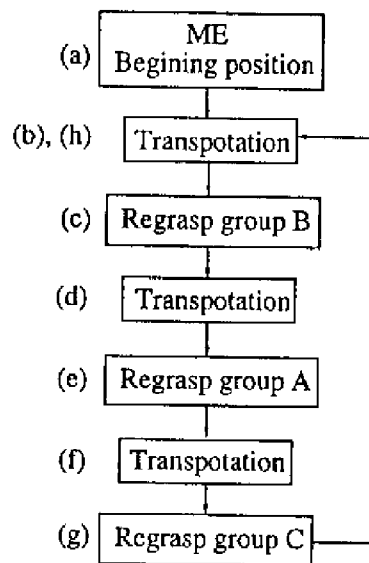 ME
(a) Begining position
(b), (h) Transpotation
(c) Regrasp group B
(d) Transpotation
(e) Regrasp group A
(f) Transpotation
(g) Regrasp group C